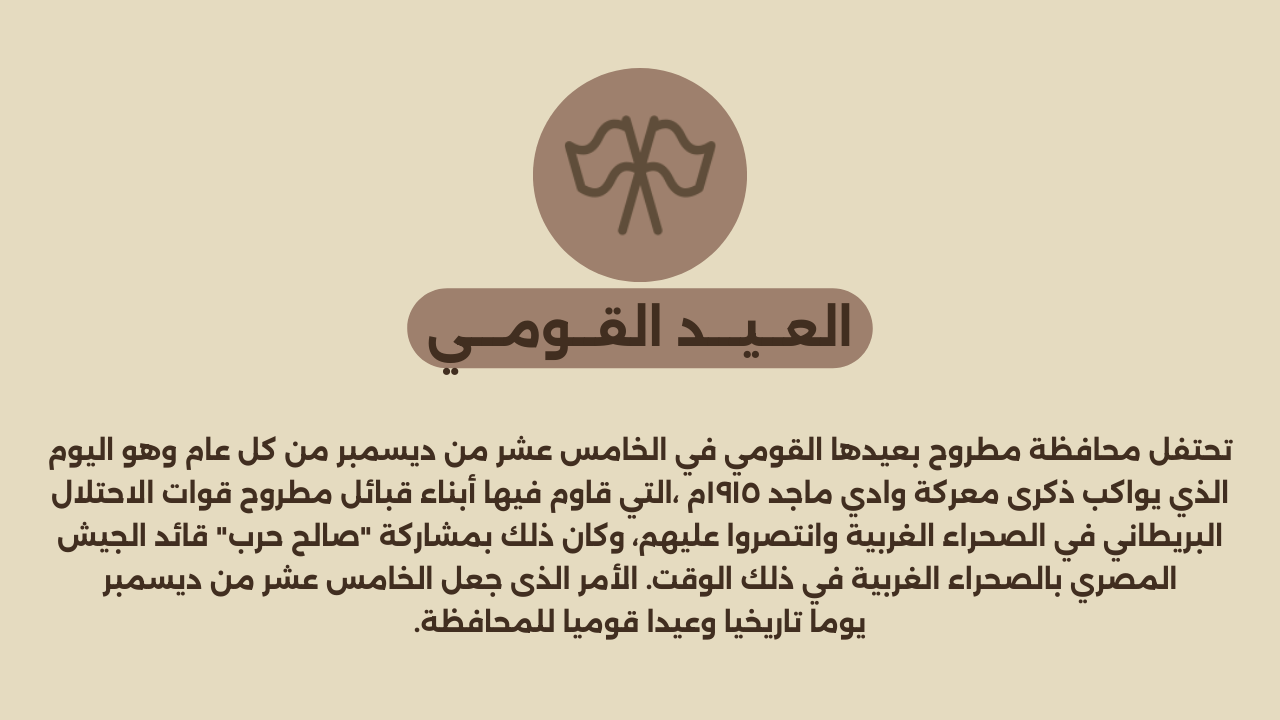 العـيـد القـومـي
تحتفل محافظة مطروح بعيدها القومي في الخامس عشر من ديسمبر من كل عام وهو اليوم
الذي يواكب ذكرى معركة وادي ماجد ١٩١٥م ،التي قاوم فيها أبناء قبائل مطروح قوات الاحتلال
البريطاني في الصحراء الغربية وانتصروا عليهم، وكان ذلك بمشاركة "صالح حرب" قائد الجيش
المصري بالصحراء الغربية في ذلك الوقت. الأمر الذى جعل الخامس عشر من ديسمبر
يوما تاريخيا وعيدا قوميا للمحافظة.